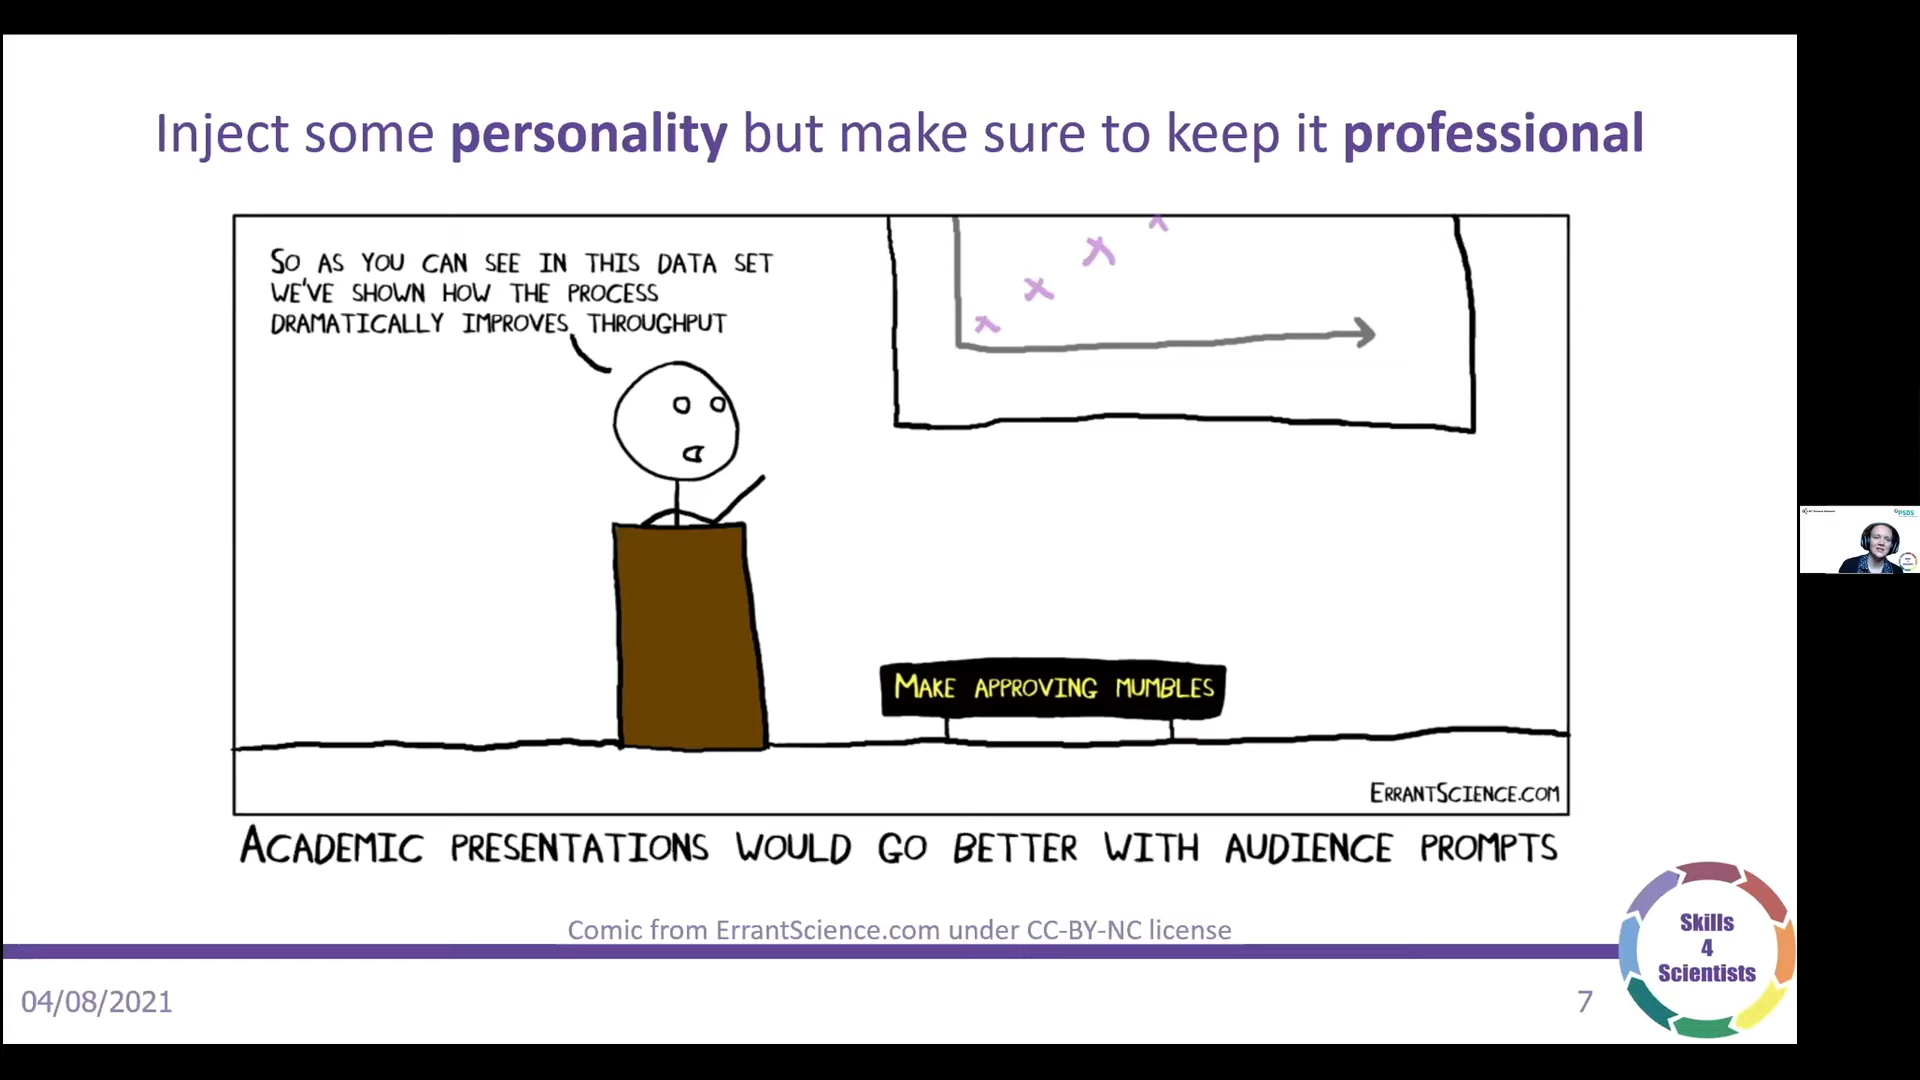 Inject some personality but make sure to keep it professional
SO AS YOU CAN SEE IN THIS DATA SET
WE'VE SHOWN HOW THE PROCESS
DRAMATICALLY IMPROVES THROUGHPUT
MAKE APPROVING MUMBLES
ERRANTSCIENCE.COM
ACADEMIC PRESENTATIONS WOULD GO BETTER WITH AUDIENCE PROMPTS
Comic from ErrantScience.com under CC-BY-NC license
04/08/2021
7
Skills
4
Scientists
PSDS